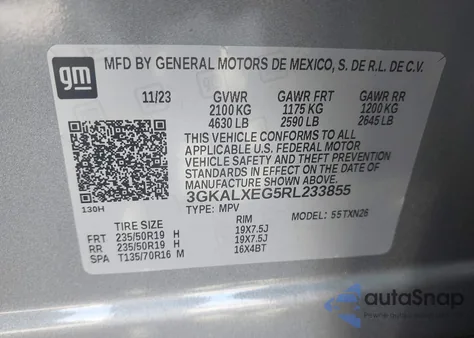 gm
MFD BY GENERAL MOTORS DE MEXICO, S. DE R.L. DE C.V.
11/23 GVWR GAWR FRT GAWR RR
2100 KG 1175 KG 1200 KG
4630 LB 2590 LB 2645 LB
THIS VEHICLE CONFORMS TO ALL
APPLICABLE U.S. FEDERAL MOTOR
VEHICLE SAFETY AND THEFT PREVENTION
STANDARDS IN EFFECT ON THE DATE OF
MANUFACTURE SHOWN ABOVE.
3GKALXEG5RL233855
130H
TYPE: MPV MODEL: 55TXN26
TIRE SIZE RIM
FRT 235/50R19 H 19X7.5J
RR 235/50R19 H 19X7.5J
SPA T135/70R16 M 16X4BT
autoSnap